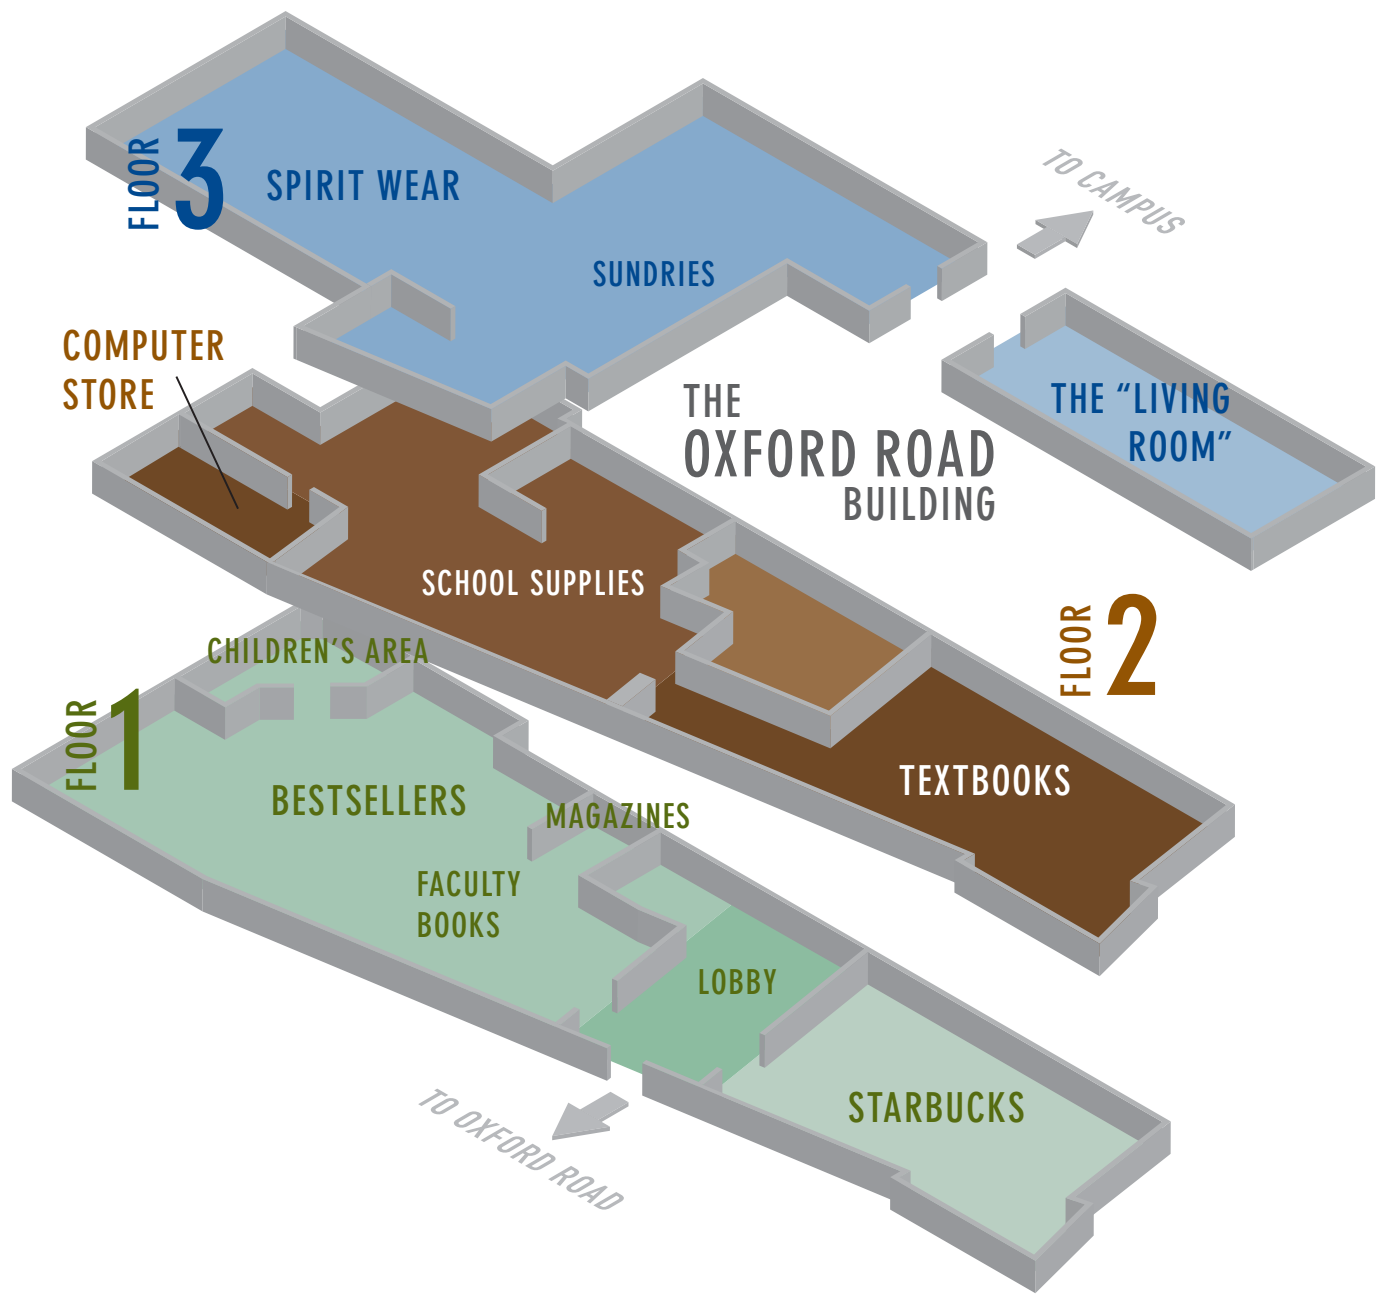 FLOOR 3
SPIRIT WEAR
SUNDRIES
TO CAMPUS
THE “LIVING
ROOM”
COMPUTER
STORE
THE
OXFORD ROAD
BUILDING
SCHOOL SUPPLIES
FLOOR 2
TEXTBOOKS
CHILDREN’S AREA
FLOOR 1
BESTSELLERS
MAGAZINES
FACULTY
BOOKS
LOBBY
STARBUCKS
TO OXFORD ROAD